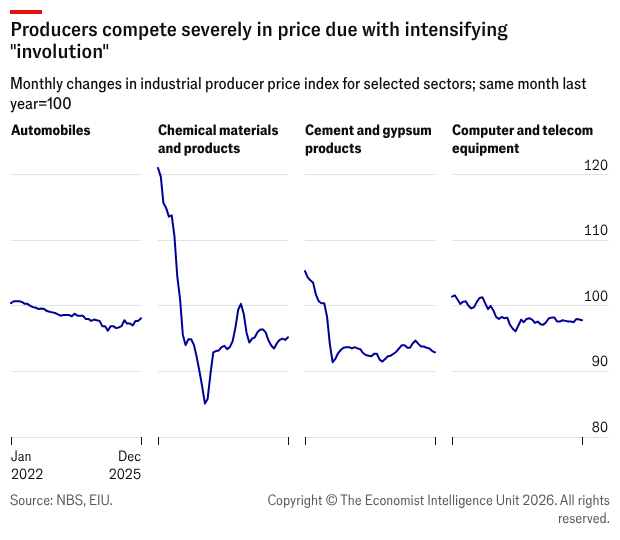 Producers compete severely in price due with intensifying
"involution"
Monthly changes in industrial producer price index for selected sectors; same month last
year=100
Automobiles
Chemical materials
and products
Cement and gypsum
products
Computer and telecom
equipment
120
110
100
90
80
Jan
2022
Dec
2025
Source: NBS, EIU.
Copyright © The Economist Intelligence Unit 2026. All rights
reserved.